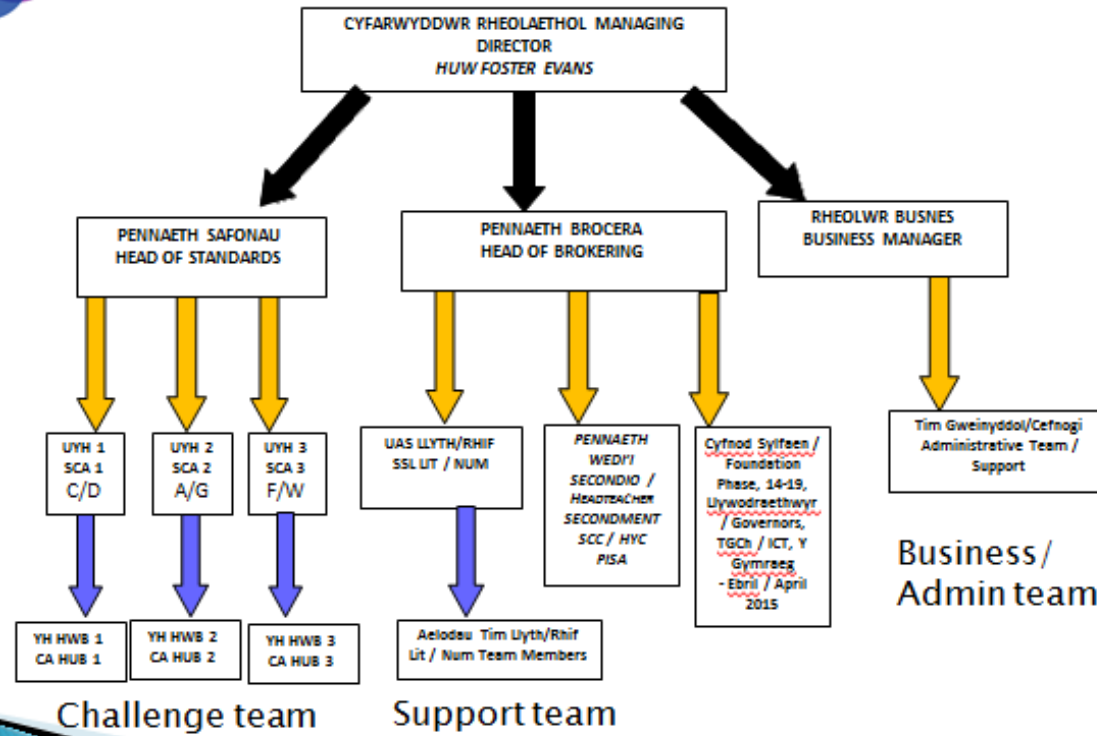 CYFARWYDDWR RHEOLAETHOL MANAGING
DIRECTOR
HUW FOSTER EVANS
PENNAETH SAFONAU
HEAD OF STANDARDS
PENNAETH BROCERA
HEAD OF BROKERING
RHEOLWR BUSNES
BUSINESS MANAGER
UYH 1
SCA 1
C/D
UYH 2
SCA 2
A/G
UYH 3
SCA 3
F/W
UAS LLYTH/RHIF
SSL LIT / NUM
PENNAETH
WEDI'I
SECONDIO /
HEADTEACHER
SECONDMENT
SCC / HYC
PISA
Cyfnod Sylfaen /
Foundation
Phase, 14-19,
Llywodraethwyr
/ Governors,
TGCh / ICT, Y
Gymraeg
- Ebril / April
2015
Tim Gweinyddol/Cefnogi
Administrative Team /
Support
YH HWB 1
CA HUB 1
YH HWB 2
CA HUB 2
YH HWB 3
CA HUB 3
Aelodau Tim Llyth/Rhif
Lit / Num Team Members
Business /
Admin team
Challenge team
Support team